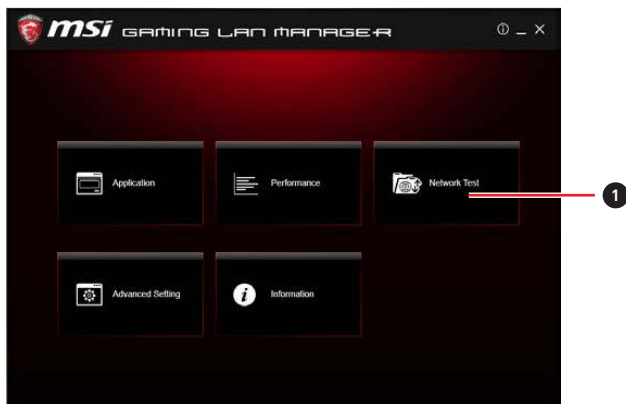 msi GAMING LAN MANAGER
Application
Performance
Network Test
1
Advanced Setting
i Information